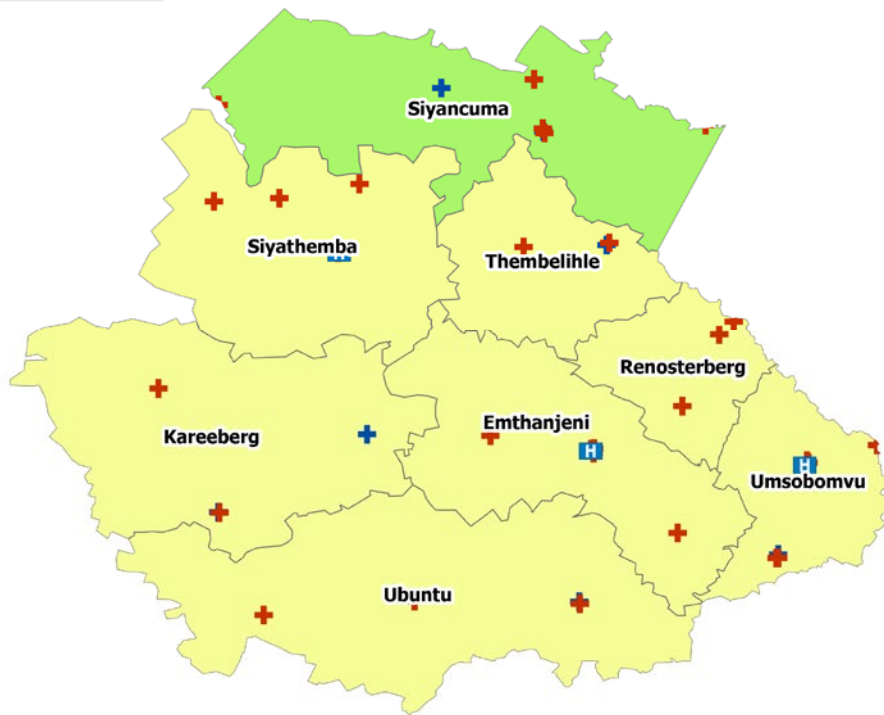 Siyancuma
Siyathemba
Thembelihle
Renosterberg
Emthanjeni
Kareeberg
H
H
Umsobomvu
Ubuntu